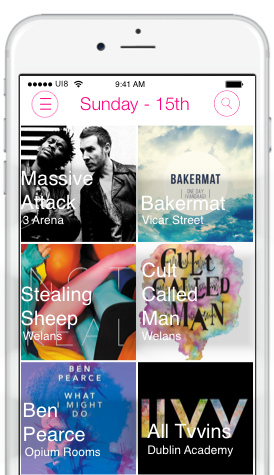 UI8
9:41 AM
Sunday - 15th
Massive
Attack
3 Arena
BAKERMAT
ONE DAY
(VANDAAG)
Bakermat
Vicar Street
Stealing
Sheep
Welans
CULT
CALLED
MAN
Cult
Called
Man
Welans
BEN PEARCE
WHAT
I MIGHT
DO
Ben
Pearce
Opium Rooms
All Tvvins
Dublin Academy